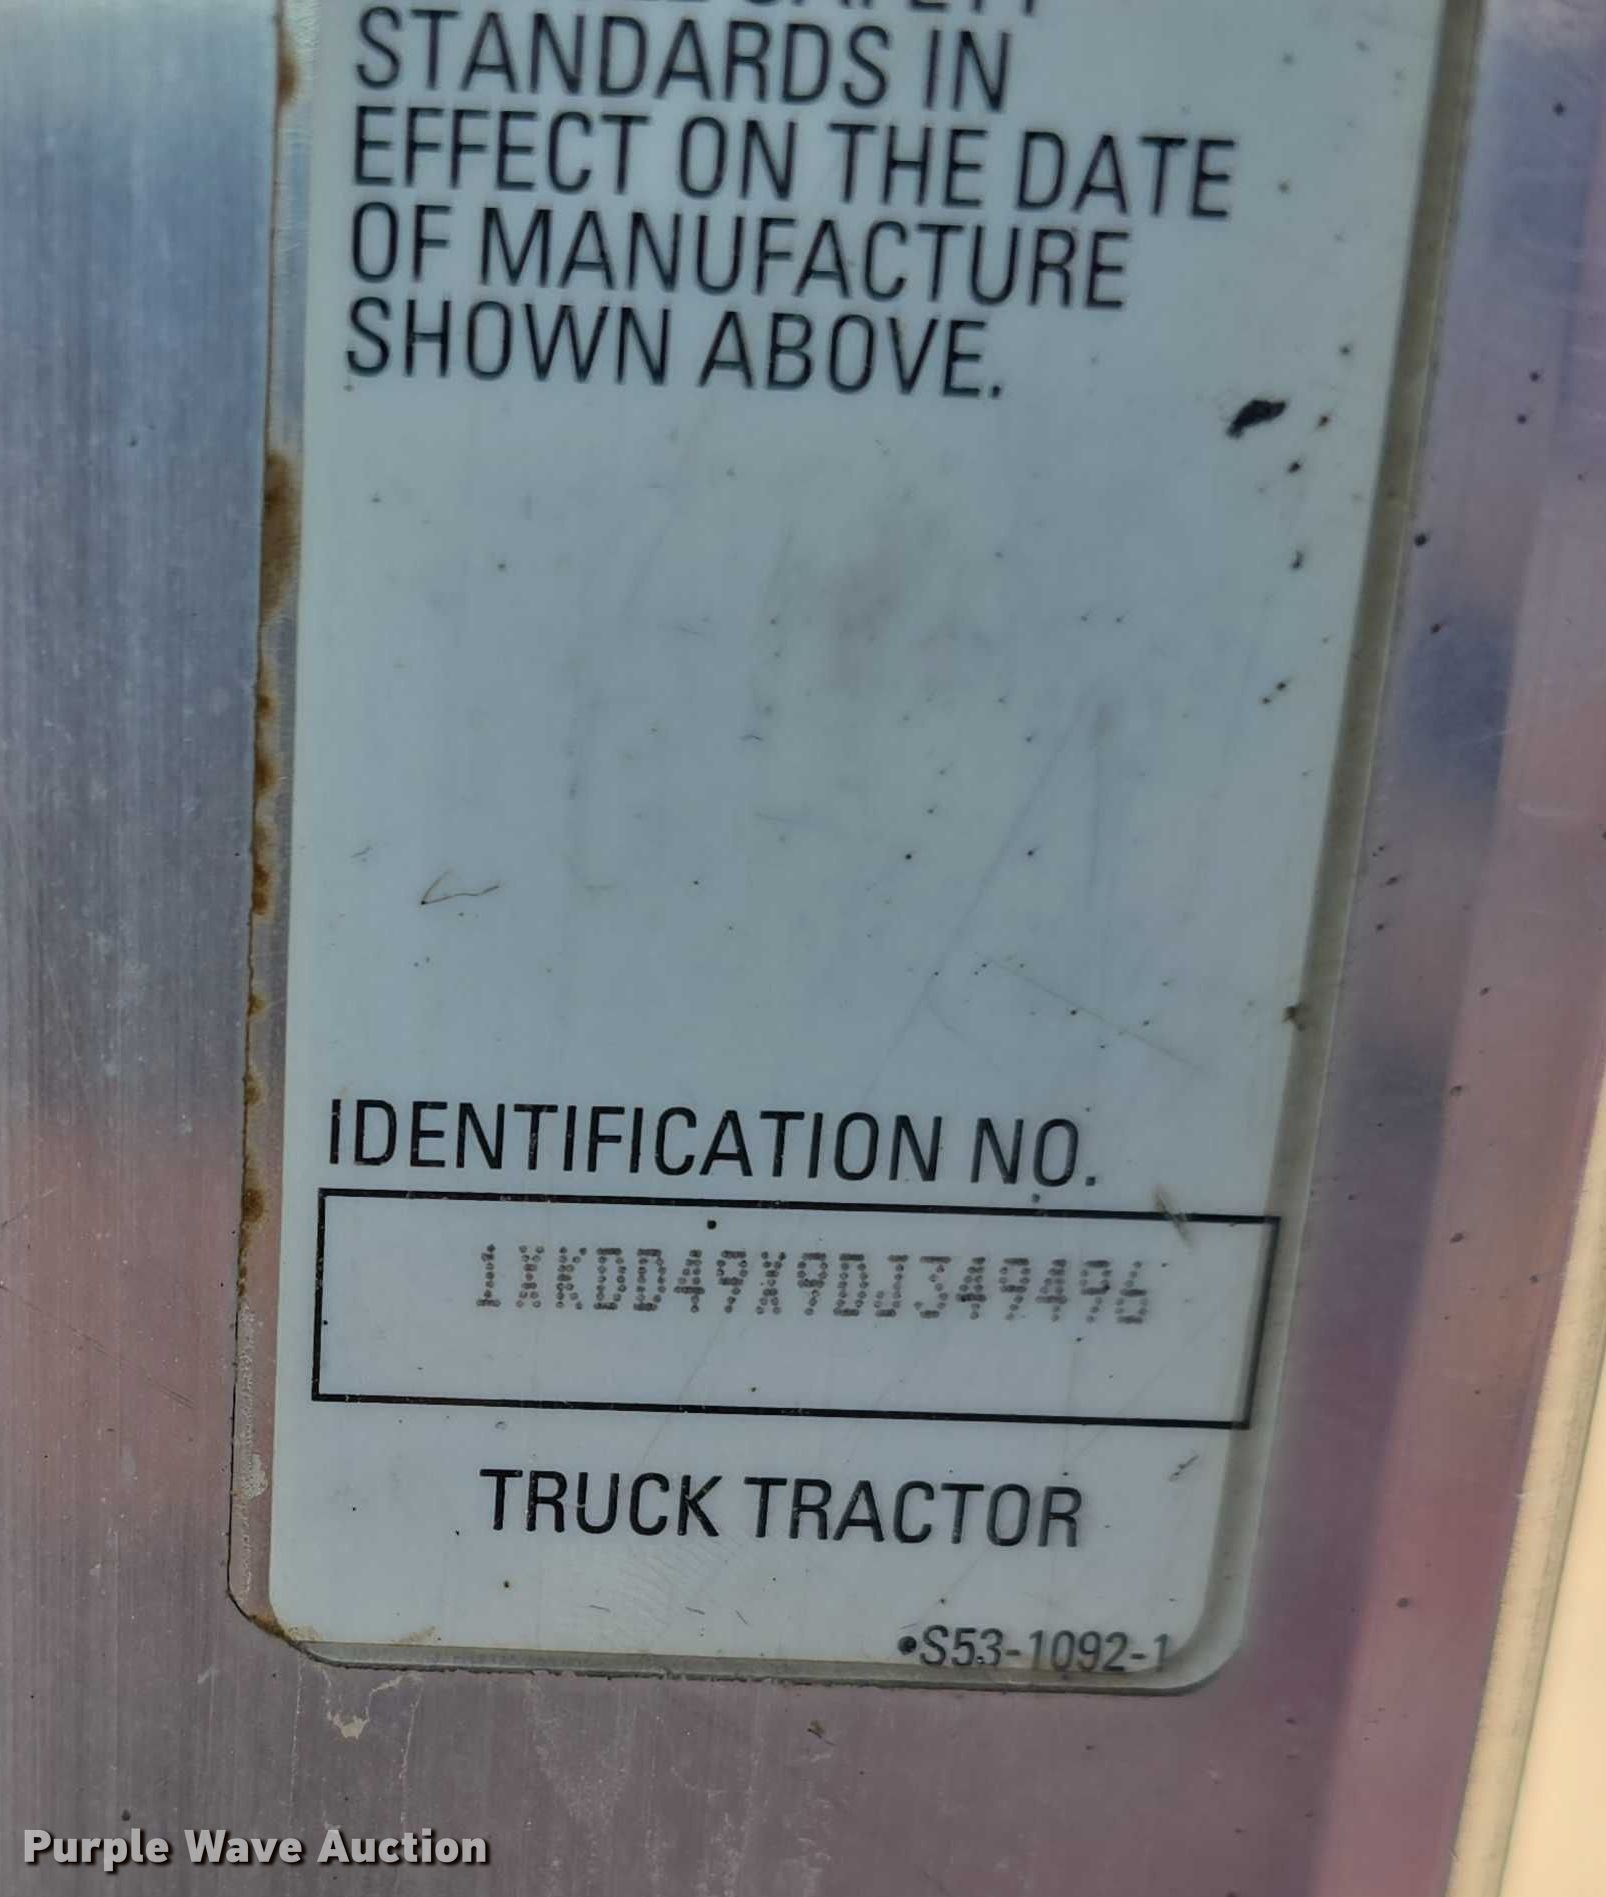 STANDARDS IN
EFFECT ON THE DATE
OF MANUFACTURE
SHOWN ABOVE.
IDENTIFICATION NO.
TRUCK TRACTOR
•S53-1092-1
Purple Wave Auction